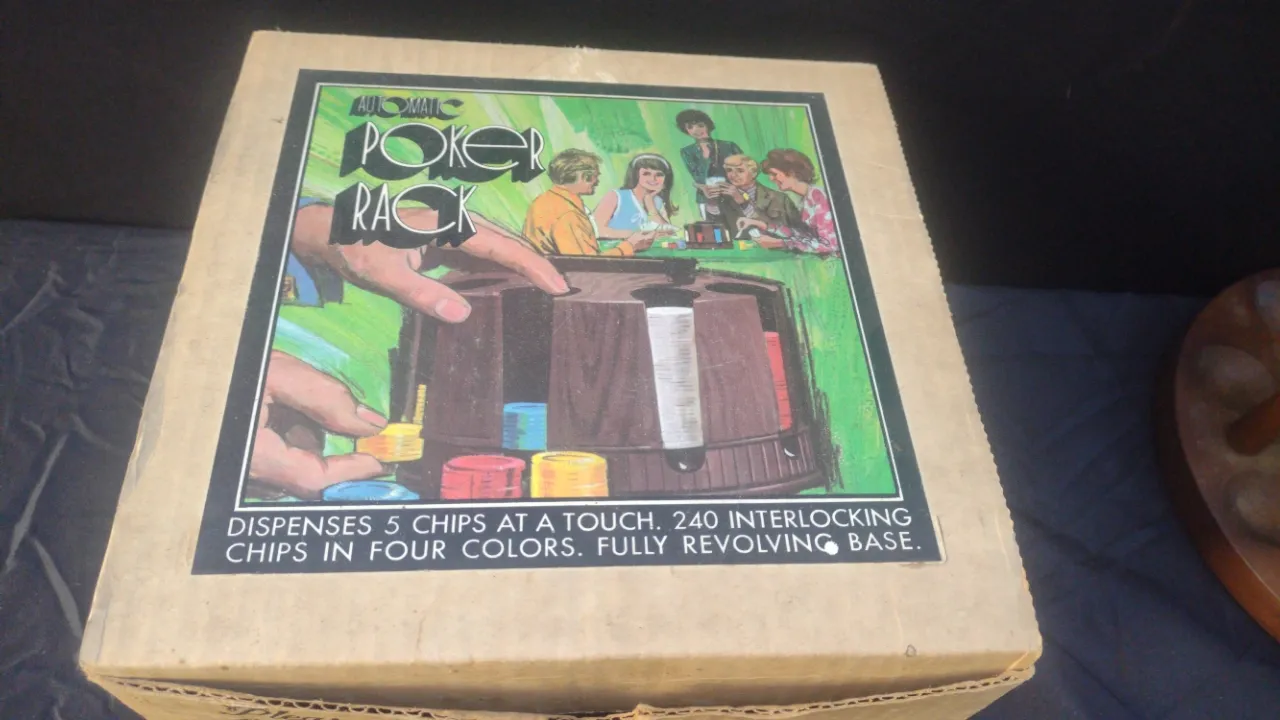 AUTOMATIC
POKER
RACK
DISPENSES 5 CHIPS AT A TOUCH. 240 INTERLOCKING
CHIPS IN FOUR COLORS. FULLY REVOLVING BASE.